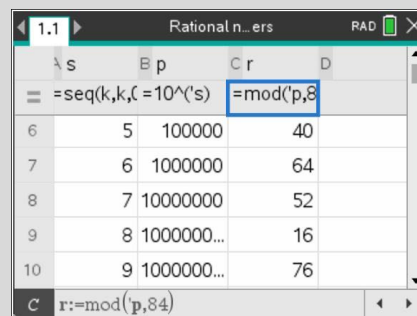 1.1 Rational n...ers RAD
A s B p C r D
= =seq(k,k,0 =10^('s) =mod('p,8
6 5 100000 40
7 6 1000000 64
8 7 10000000 52
9 8 1000000... 16
10 9 1000000... 76
C r:=mod('p,84)